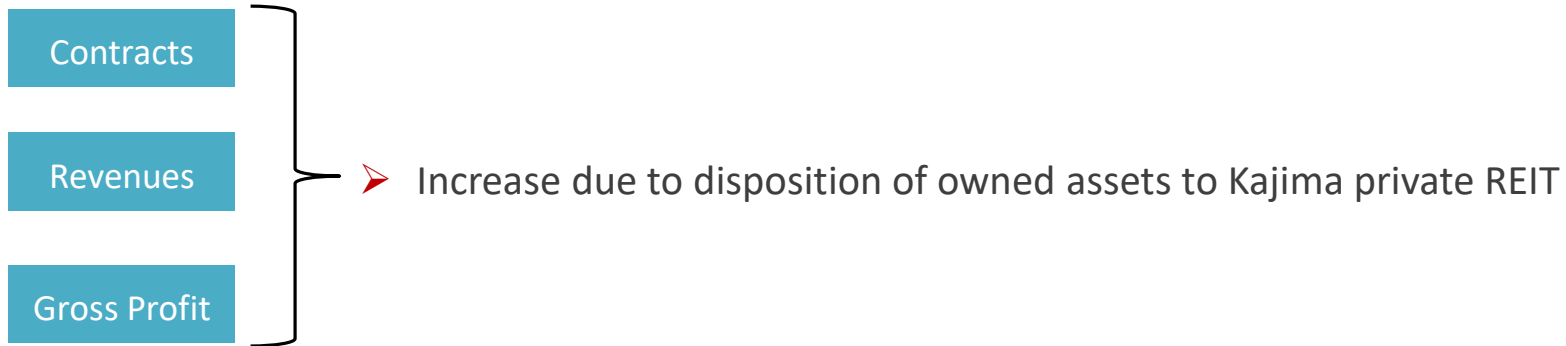 Contracts
Revenues
Increase due to disposition of owned assets to Kajima private REIT
Gross Profit